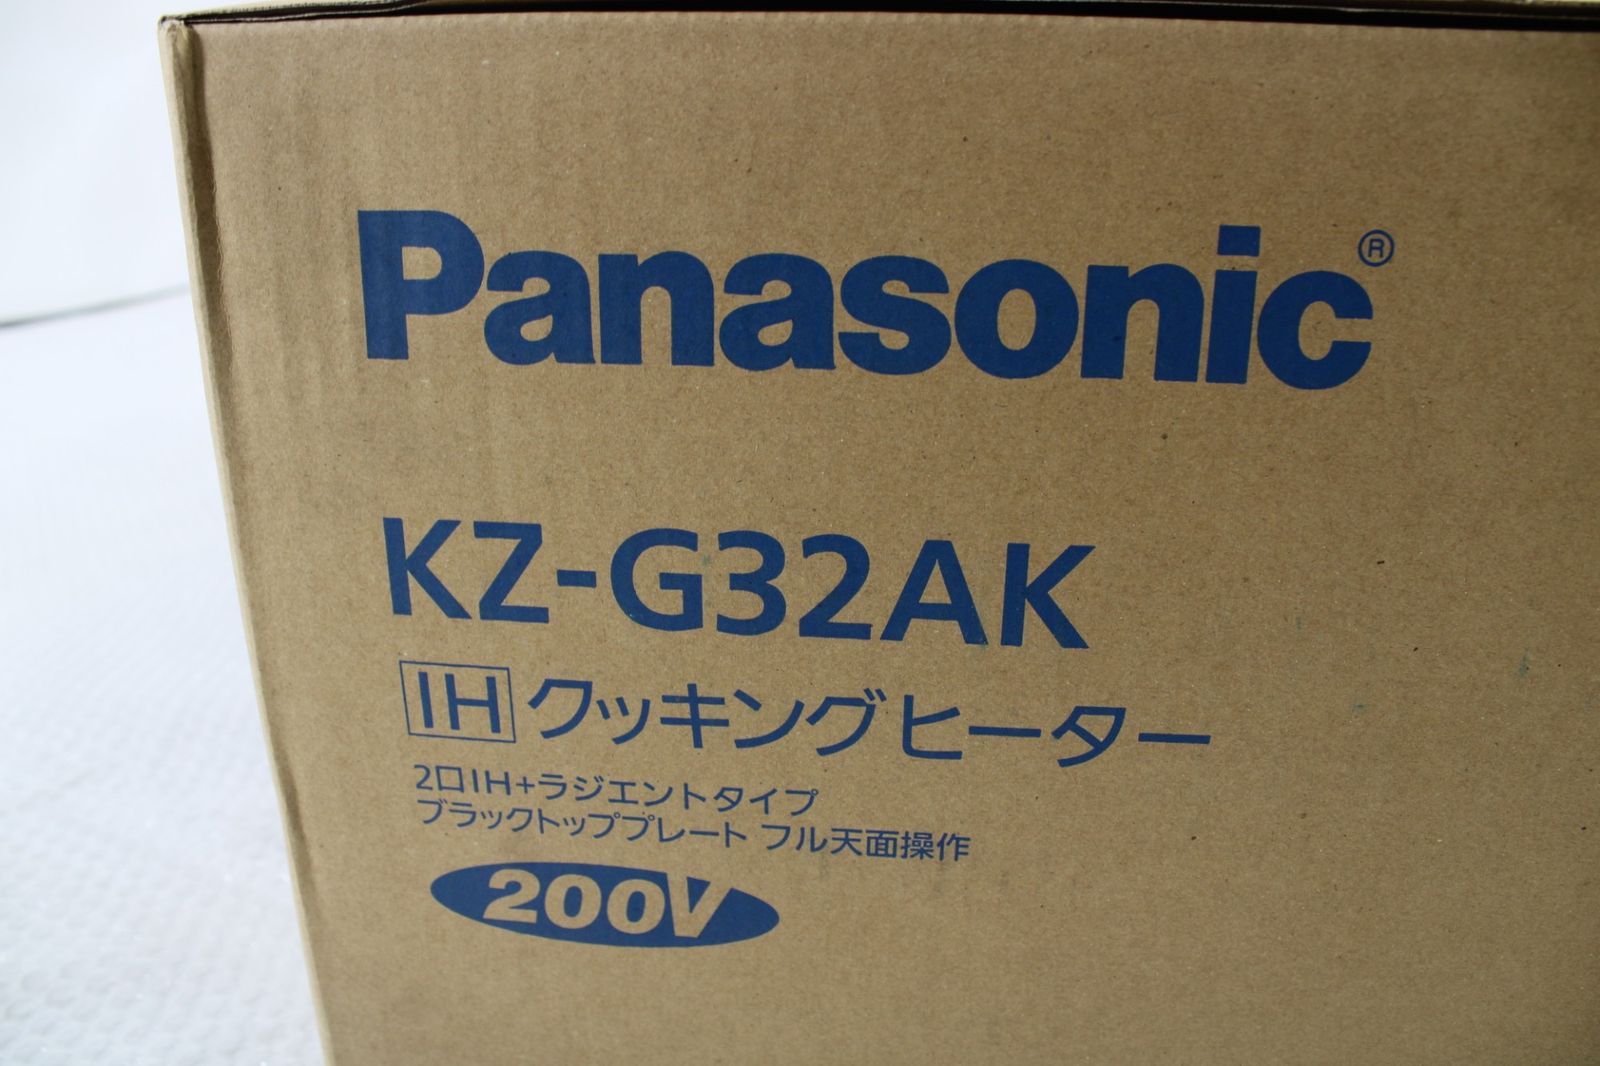 Panasonic®
KZ-G32AK
IHクッキングヒーター
2口IH+ラジエントタイプ
ブラックトッププレート フル天面操作
200V